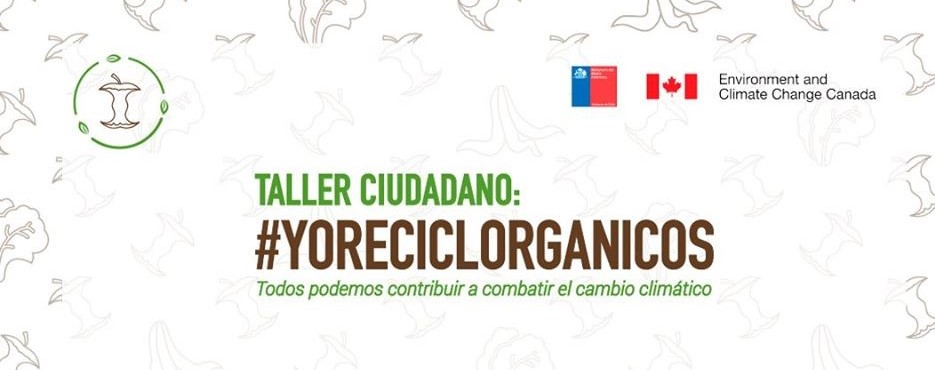 Environment and
Climate Change Canada
TALLER CIUDADANO:
#YORECICLORGANICOS
Todos podemos contribuir a combatir el cambio climático